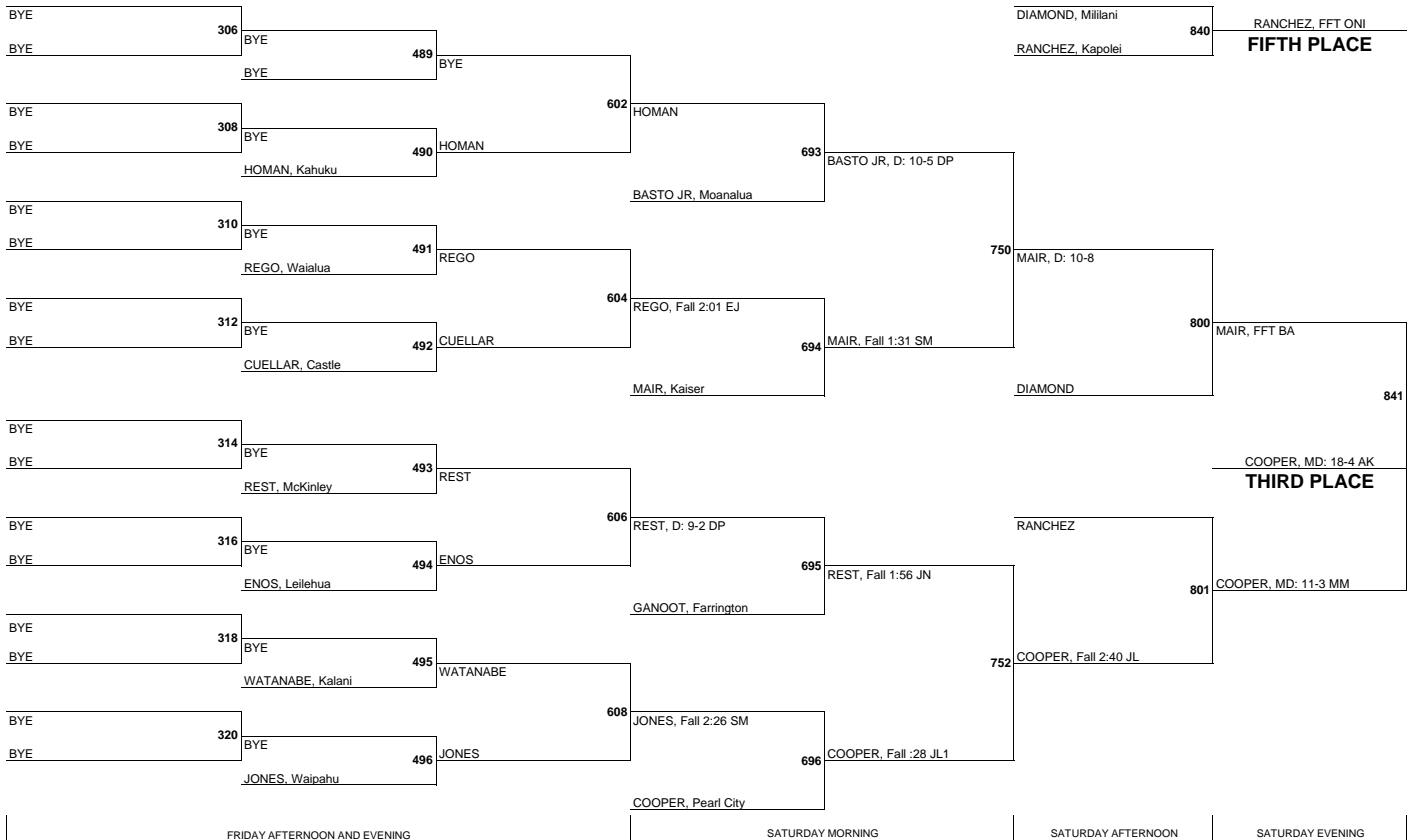 BYE
306
BYE
BYE
489
BYE
BYE
602
BYE
308
BYE
BYE
490
HOMAN
HOMAN, Kahuku
HOMAN
693
BASTO JR, Moanalua
BASTO JR, D: 10-5 DP
BYE
310
BYE
BYE
491
REGO
REGO, Waialua
604
BYE
312
BYE
BYE
492
CUELLAR
CUELLAR, Castle
REGO, Fall 2:01 EJ
694
MAIR, Kaiser
MAIR, Fall 1:31 SM
750
MAIR, D: 10-8
800
DIAMOND
MAIR, FFT BA
BYE
314
BYE
BYE
493
REST
REST, McKinley
606
BYE
316
BYE
BYE
494
ENOS
ENOS, Leilehua
REST, D: 9-2 DP
695
GANOOT, Farrington
REST, Fall 1:56 JN
BYE
318
BYE
BYE
495
WATANABE
WATANABE, Kalani
608
BYE
320
BYE
BYE
496
JONES
JONES, Waipahu
JONES, Fall 2:26 SM
696
COOPER, Pearl City
COOPER, Fall :28 JL1
752
COOPER, Fall 2:40 JL
RANCHEZ
801
COOPER, MD: 11-3 MM
841
COOPER, MD: 18-4 AK
THIRD PLACE
DIAMOND, Mililani
840
RANCHEZ, Kapolei
RANCHEZ, FFT ONI
FIFTH PLACE
FRIDAY AFTERNOON AND EVENING
SATURDAY MORNING
SATURDAY AFTERNOON
SATURDAY EVENING